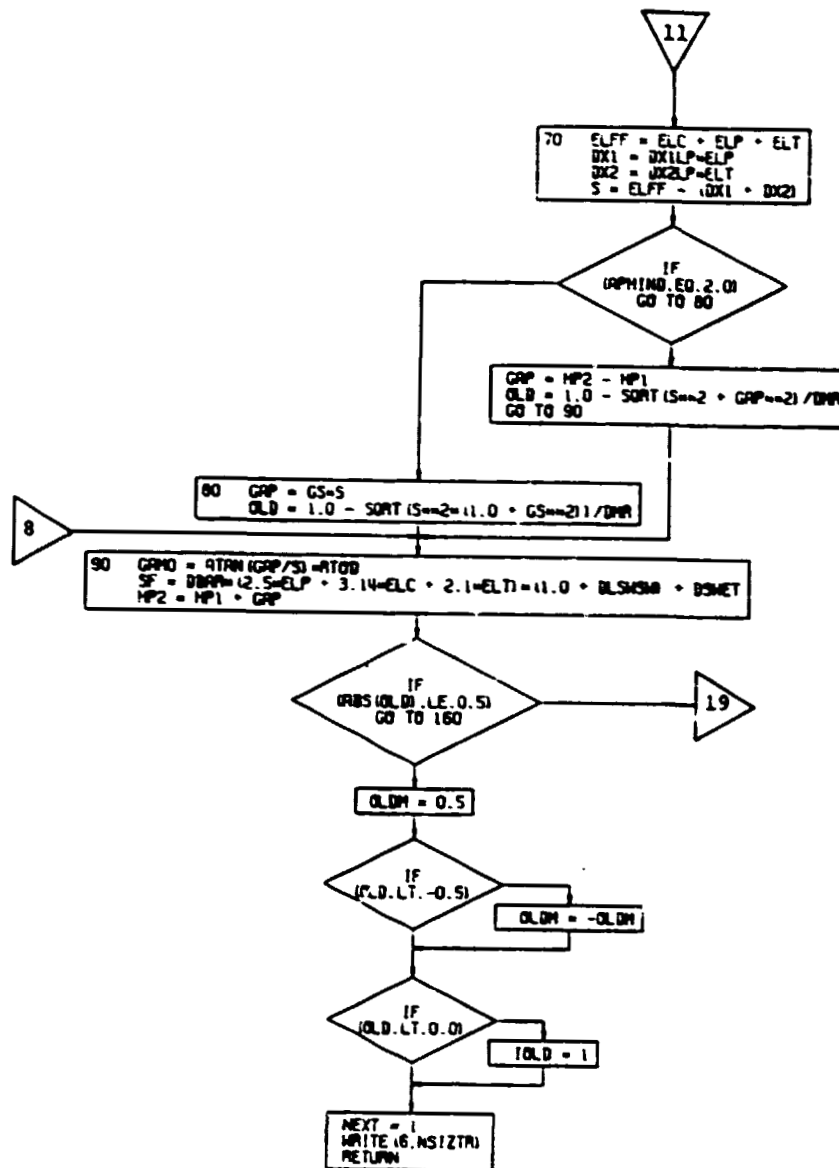 11
70 ELFF = ELC + ELP + ELT
DX1 = DX1LP*ELP
DX2 = DX2LP*ELT
S = ELFF - (DX1 + DX2)
IF
(APHIND.EQ.2.0)
GO TO 80
GAP = HP2 - HP1
OLD = 1.0 - SQRT(S**2 + GAP**2)/DMR
GO TO 90
80 GAP = GS*S
OLD = 1.0 - SQRT(S**2*(1.0 + GS**2))/DMR
8
90 GAMO = ATAN(GAP/S)*RTOD
SF = DBAR*(2.5*ELP + 3.14*ELC + 2.1*ELT)*(1.0 + DLSWSW) + DSWET
HP2 = HP1 + GAP
IF
(ABS(OLD).LE.0.5)
GO TO 160
19
OLDM = 0.5
IF
(OLD.LT.-0.5)
OLDM = -OLDM
IF
(OLD.LT.0.0)
IOLD = 1
NEXT = 1
WRITE(6,NSIZTR)
RETURN